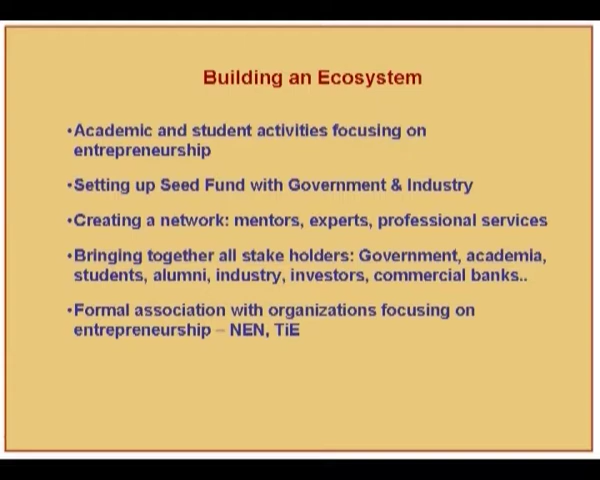 Building an Ecosystem
•Academic and student activities focusing on
entrepreneurship
•Setting up Seed Fund with Government & Industry
•Creating a network: mentors, experts, professional services
•Bringing together all stake holders: Government, academia,
students, alumni, industry, investors, commercial banks..
•Formal association with organizations focusing on
entrepreneurship – NEN, TiE